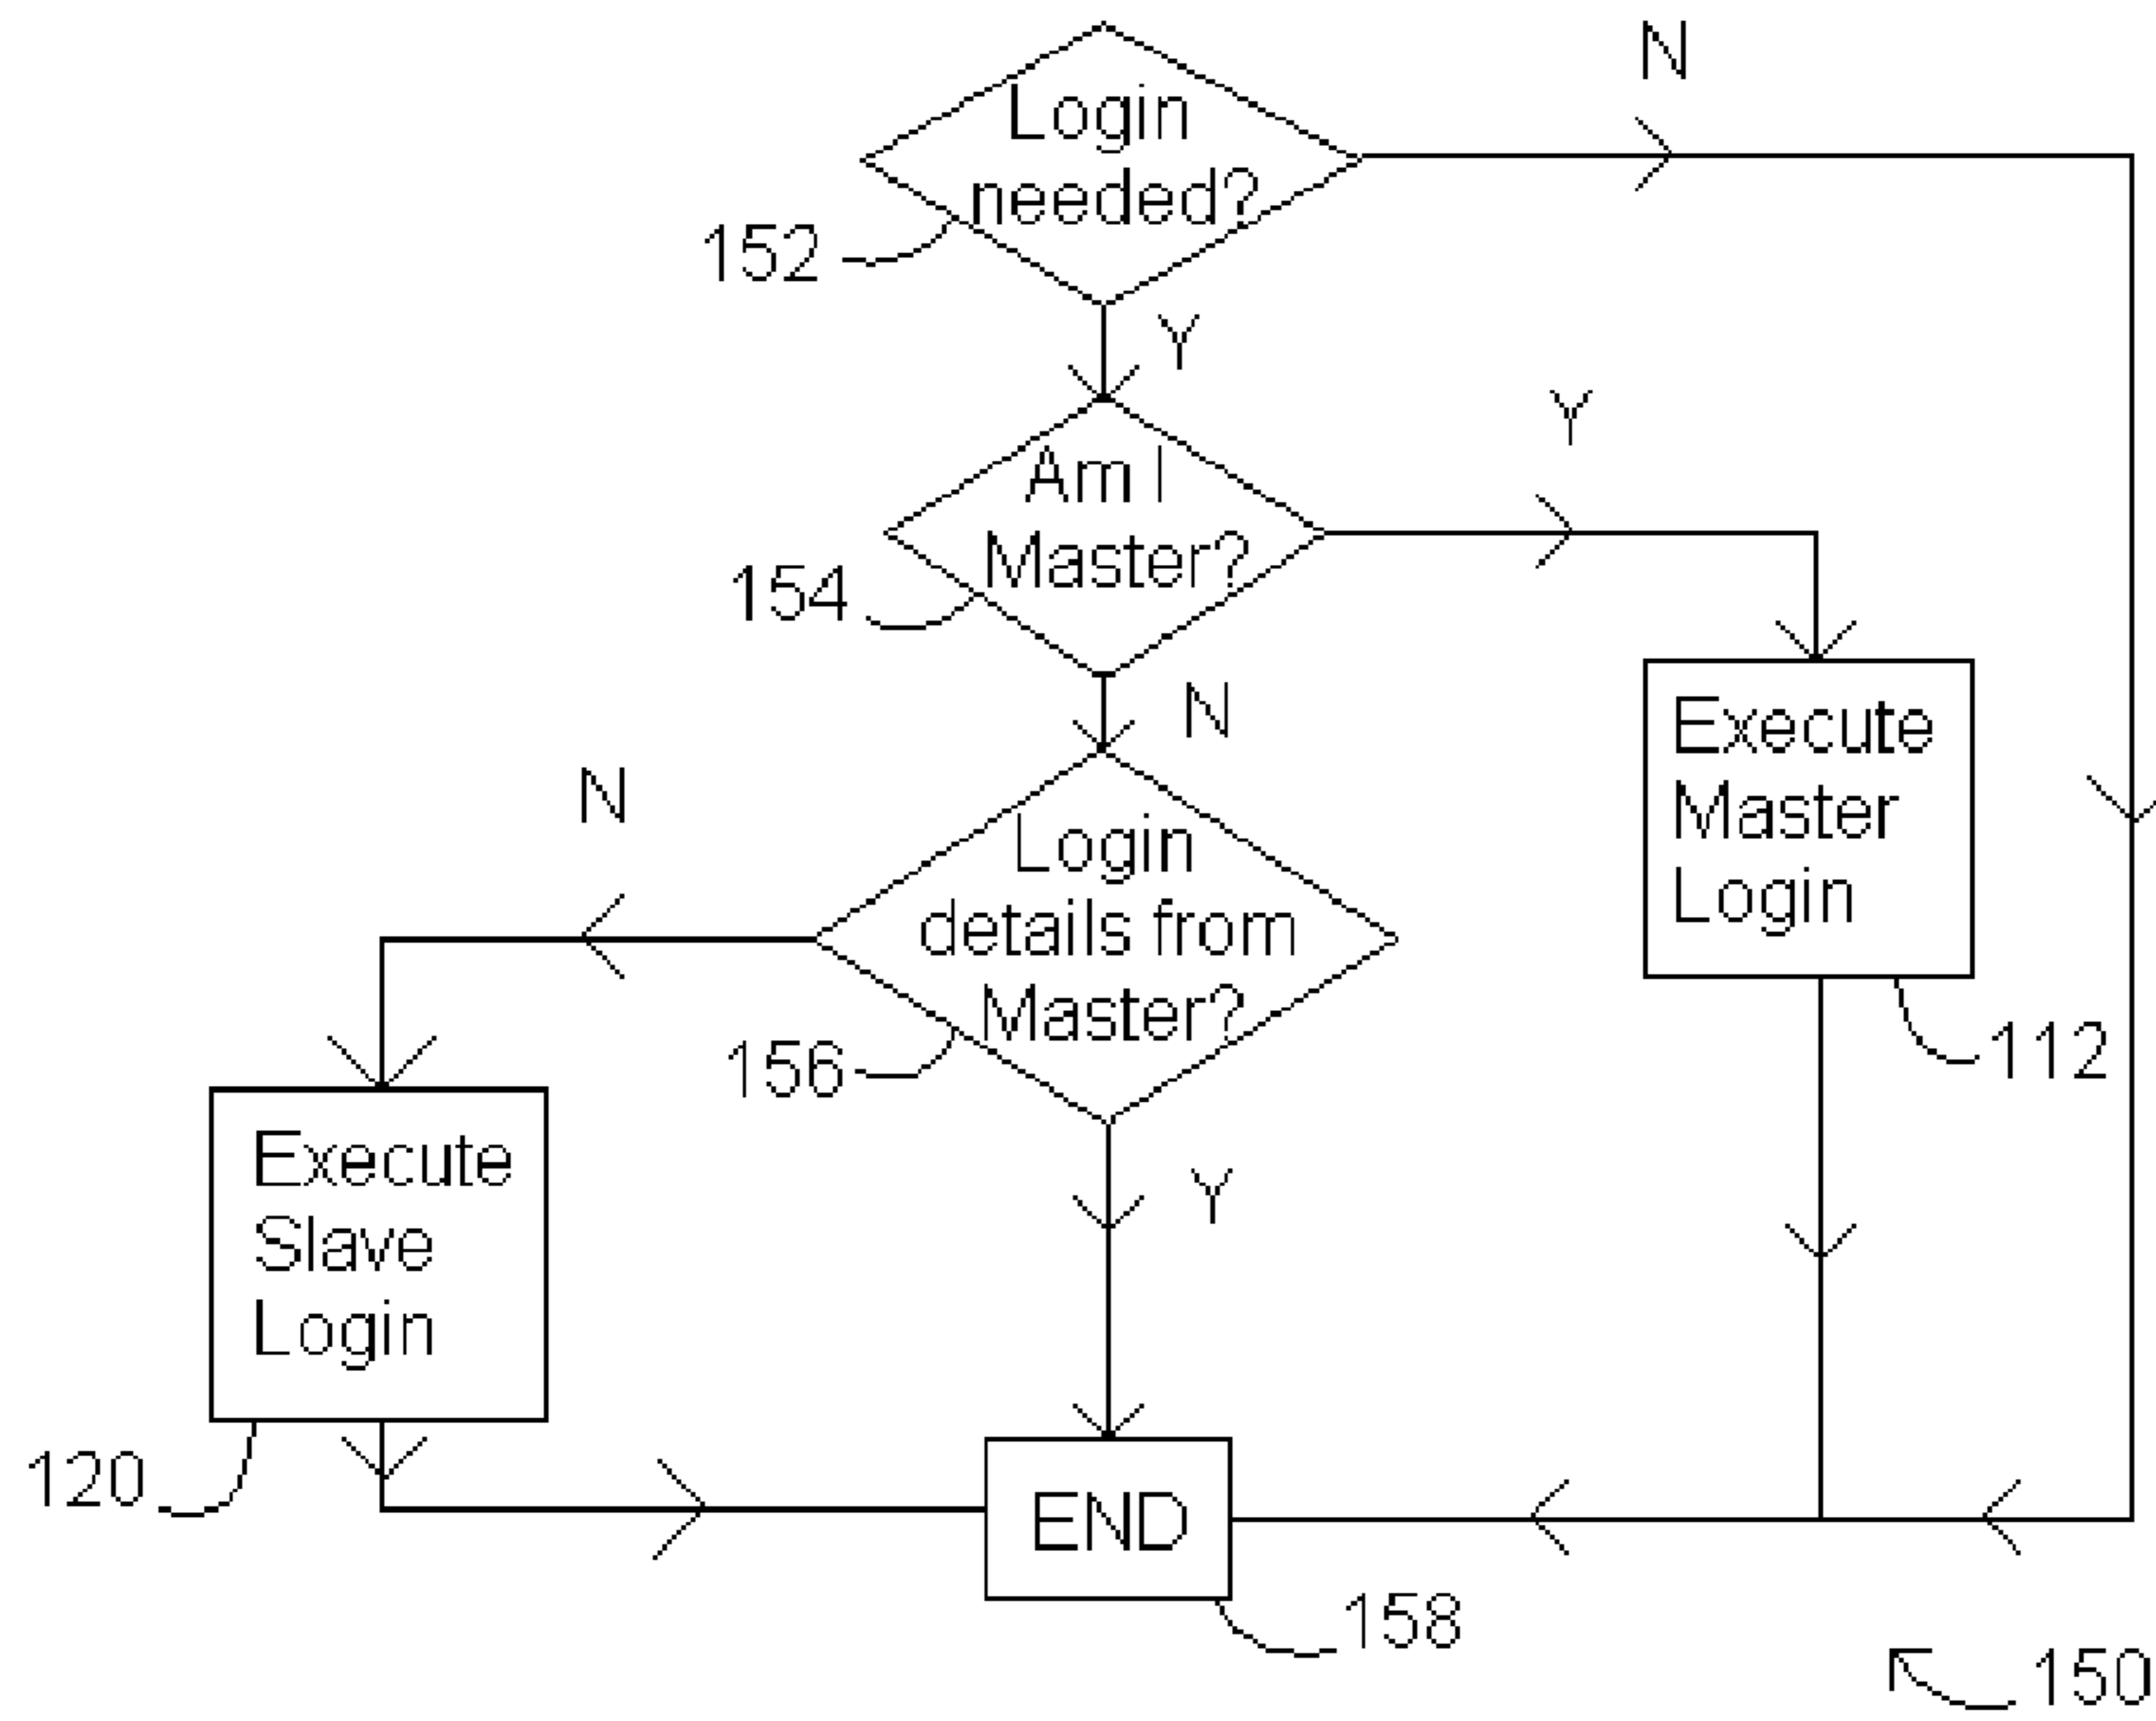 N
Login
needed?
152
Y
Y
Am I
Master?
154
N
Execute
Master
Login
N
Login
details from
Master?
156
112
Execute
Slave
Login
Y
120
END
158
150